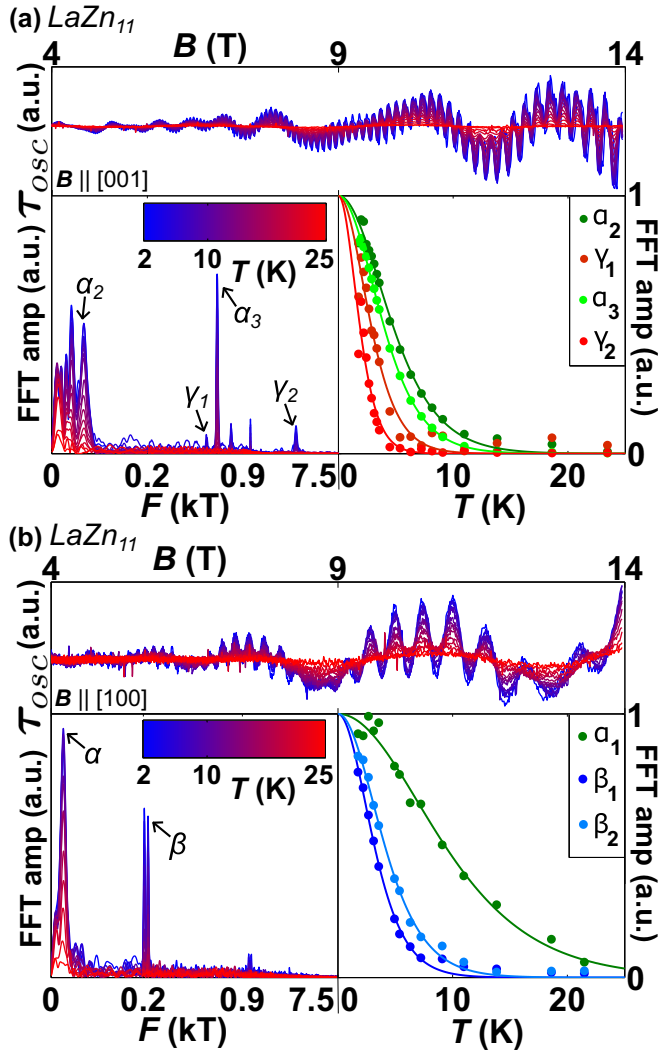 (a) LaZn11
B (T)
4 9 14
τosc (a.u.)
B || [001]
FFT amp (a.u.)
2 10 25
T (K)
α2
γ1
α3
γ2
0 0.2 0.9 7.5
F (kT)
1
α2
γ1
α3
γ2
FFT amp (a.u.)
0
0 10 20
T (K)
(b) LaZn11
B (T)
4 9 14
τosc (a.u.)
B || [100]
FFT amp (a.u.)
2 10 25
T (K)
α
β
0 0.2 0.9 7.5
F (kT)
1
α1
β1
β2
FFT amp (a.u.)
0
0 10 20
T (K)